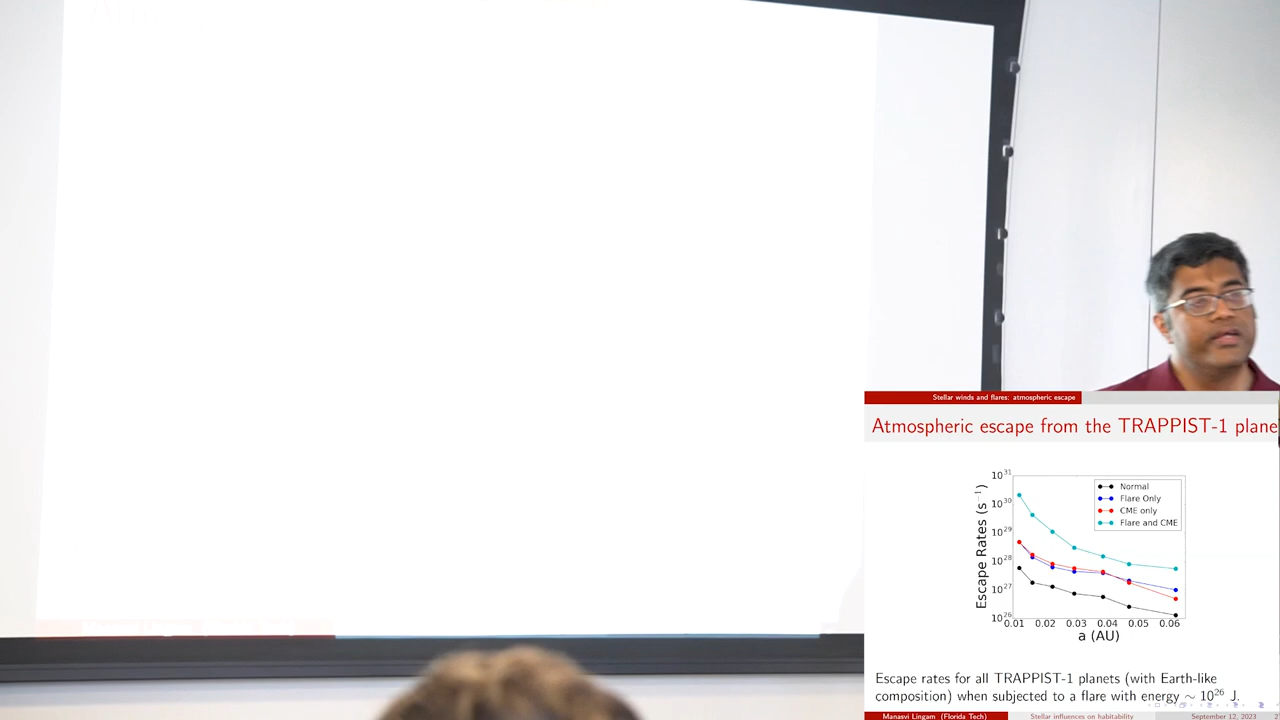 Stellar winds and flares: atmospheric escape
Atmospheric escape from the TRAPPIST-1 plane
10^31
10^30
10^29
10^28
10^27
10^26
Escape Rates (s^-1)
Normal
Flare Only
CME only
Flare and CME
0.01 0.02 0.03 0.04 0.05 0.06
a (AU)
Escape rates for all TRAPPIST-1 planets (with Earth-like
composition) when subjected to a flare with energy ~ 10^26 J.
Manasvi Lingam (Florida Tech) Stellar influences on habitability September 12, 2023